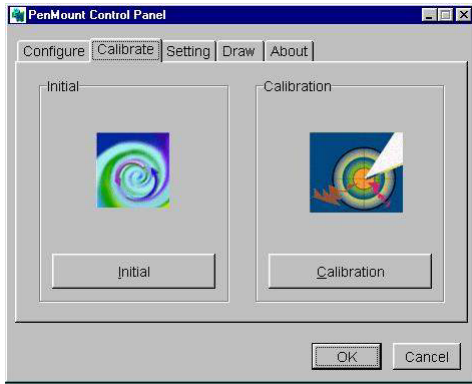 PenMount Control Panel
Configure Calibrate Setting Draw About
Initial Calibration
Initial Calibration
OK Cancel